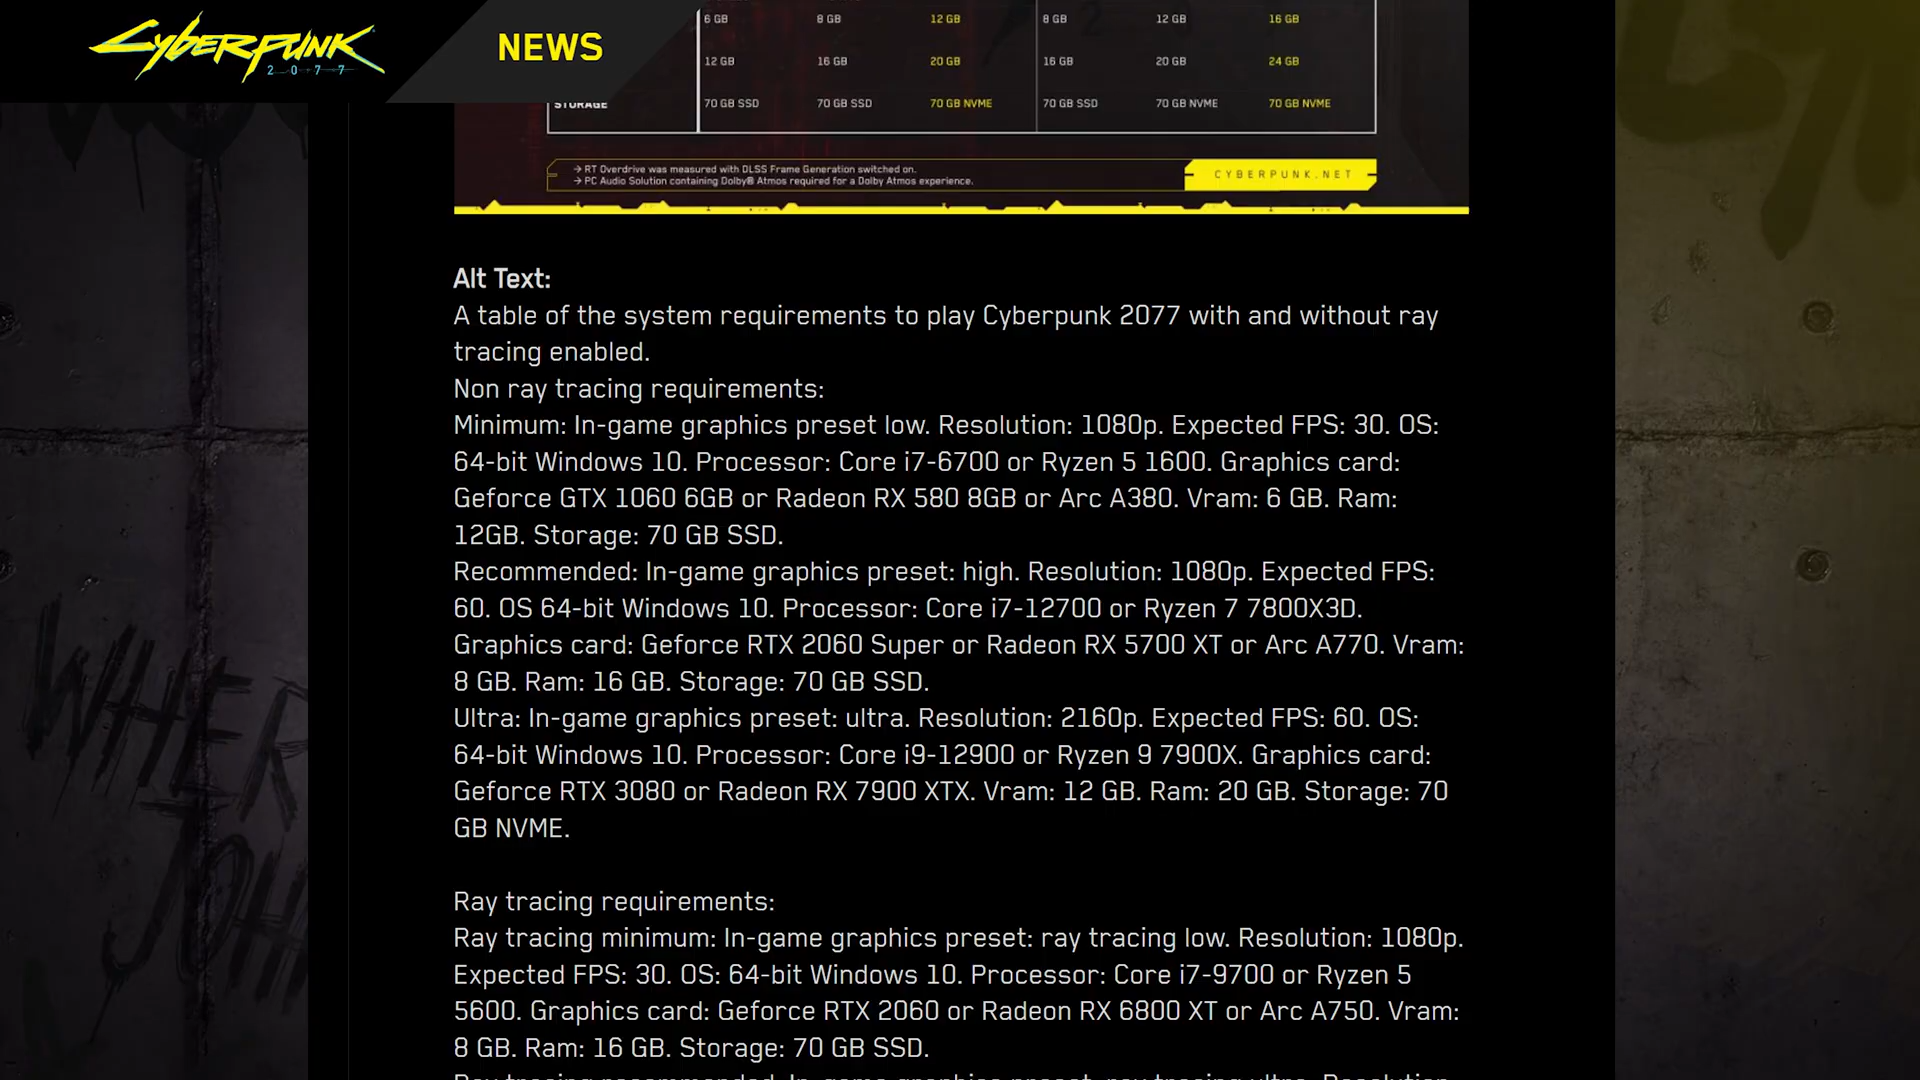 Cyberpunk
2077
NEWS
6 GB 8 GB 12 GB 8 GB 12 GB 16 GB
12 GB 16 GB 20 GB 16 GB 20 GB 24 GB
STORAGE 70 GB SSD 70 GB SSD 70 GB NVME 70 GB SSD 70 GB NVME 70 GB NVME
→ RT Overdrive was measured with DLSS Frame Generation switched on.
→ PC Audio Solution containing Dolby® Atmos required for a Dolby Atmos experience.
CYBERPUNK.NET
Alt Text:
A table of the system requirements to play Cyberpunk 2077 with and without ray
tracing enabled.
Non ray tracing requirements:
Minimum: In-game graphics preset low. Resolution: 1080p. Expected FPS: 30. OS:
64-bit Windows 10. Processor: Core i7-6700 or Ryzen 5 1600. Graphics card:
Geforce GTX 1060 6GB or Radeon RX 580 8GB or Arc A380. Vram: 6 GB. Ram:
12GB. Storage: 70 GB SSD.
Recommended: In-game graphics preset: high. Resolution: 1080p. Expected FPS:
60. OS 64-bit Windows 10. Processor: Core i7-12700 or Ryzen 7 7800X3D.
Graphics card: Geforce RTX 2060 Super or Radeon RX 5700 XT or Arc A770. Vram:
8 GB. Ram: 16 GB. Storage: 70 GB SSD.
Ultra: In-game graphics preset: ultra. Resolution: 2160p. Expected FPS: 60. OS:
64-bit Windows 10. Processor: Core i9-12900 or Ryzen 9 7900X. Graphics card:
Geforce RTX 3080 or Radeon RX 7900 XTX. Vram: 12 GB. Ram: 20 GB. Storage: 70
GB NVME.
Ray tracing requirements:
Ray tracing minimum: In-game graphics preset: ray tracing low. Resolution: 1080p.
Expected FPS: 30. OS: 64-bit Windows 10. Processor: Core i7-9700 or Ryzen 5
5600. Graphics card: Geforce RTX 2060 or Radeon RX 6800 XT or Arc A750. Vram:
8 GB. Ram: 16 GB. Storage: 70 GB SSD.
Ray tracing recommended: In-game graphics preset: ray tracing ultra. Resolution: